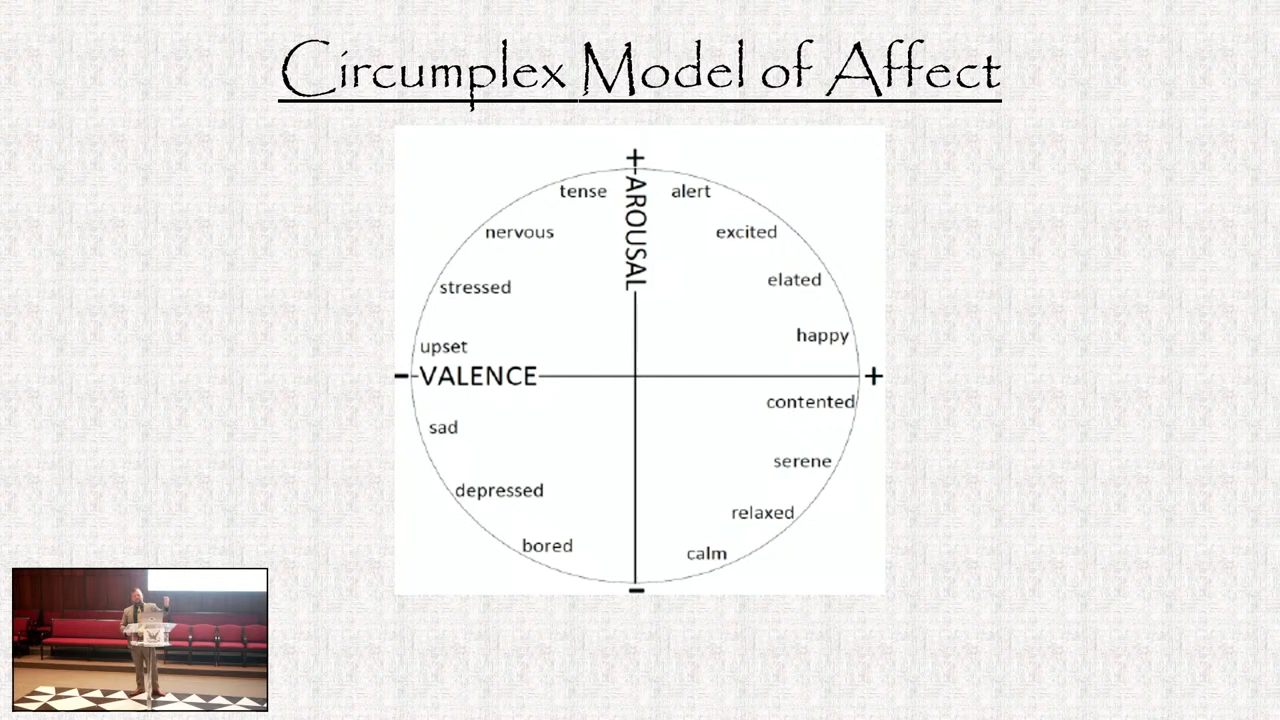 Circumplex Model of Affect
+
tense
AROUSAL
alert
nervous
excited
stressed
elated
upset
happy
- VALENCE +
contented
sad
serene
depressed
relaxed
bored
calm
-